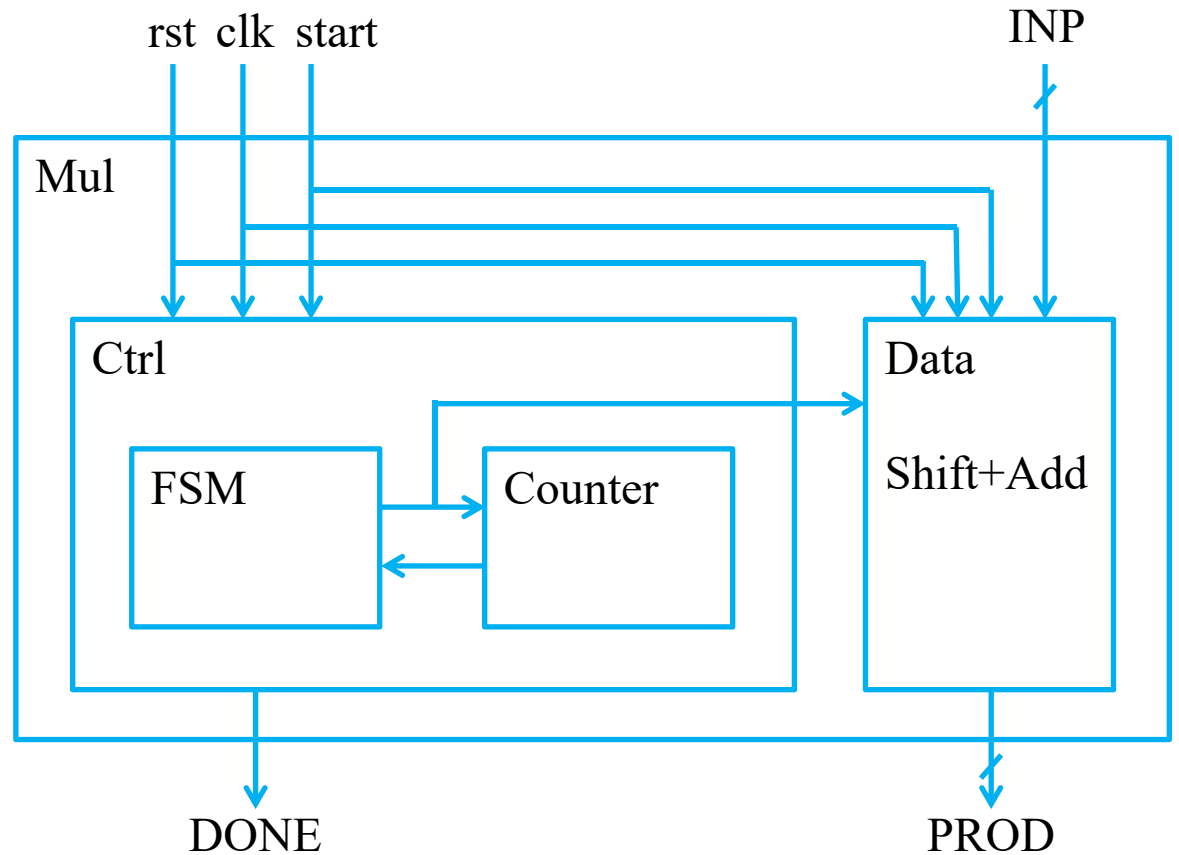 rst clk start INP
Mul
Ctrl Data
FSM Counter Shift+Add
DONE PROD